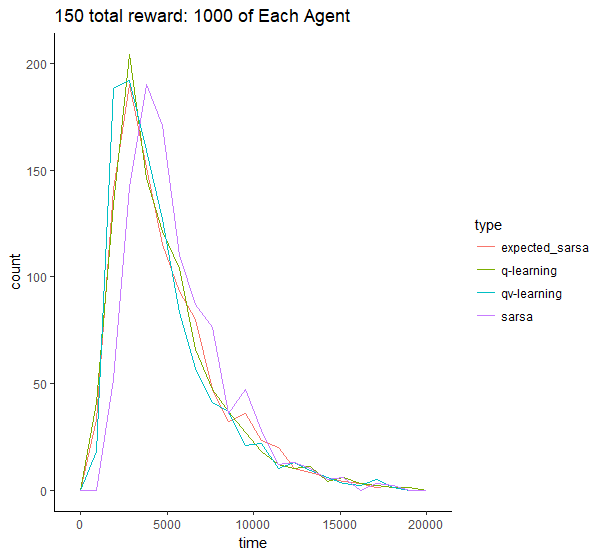 150 total reward: 1000 of Each Agent
200
150
100
50
0
count
0 5000 10000 15000 20000
time
type
expected_sarsa
q-learning
qv-learning
sarsa